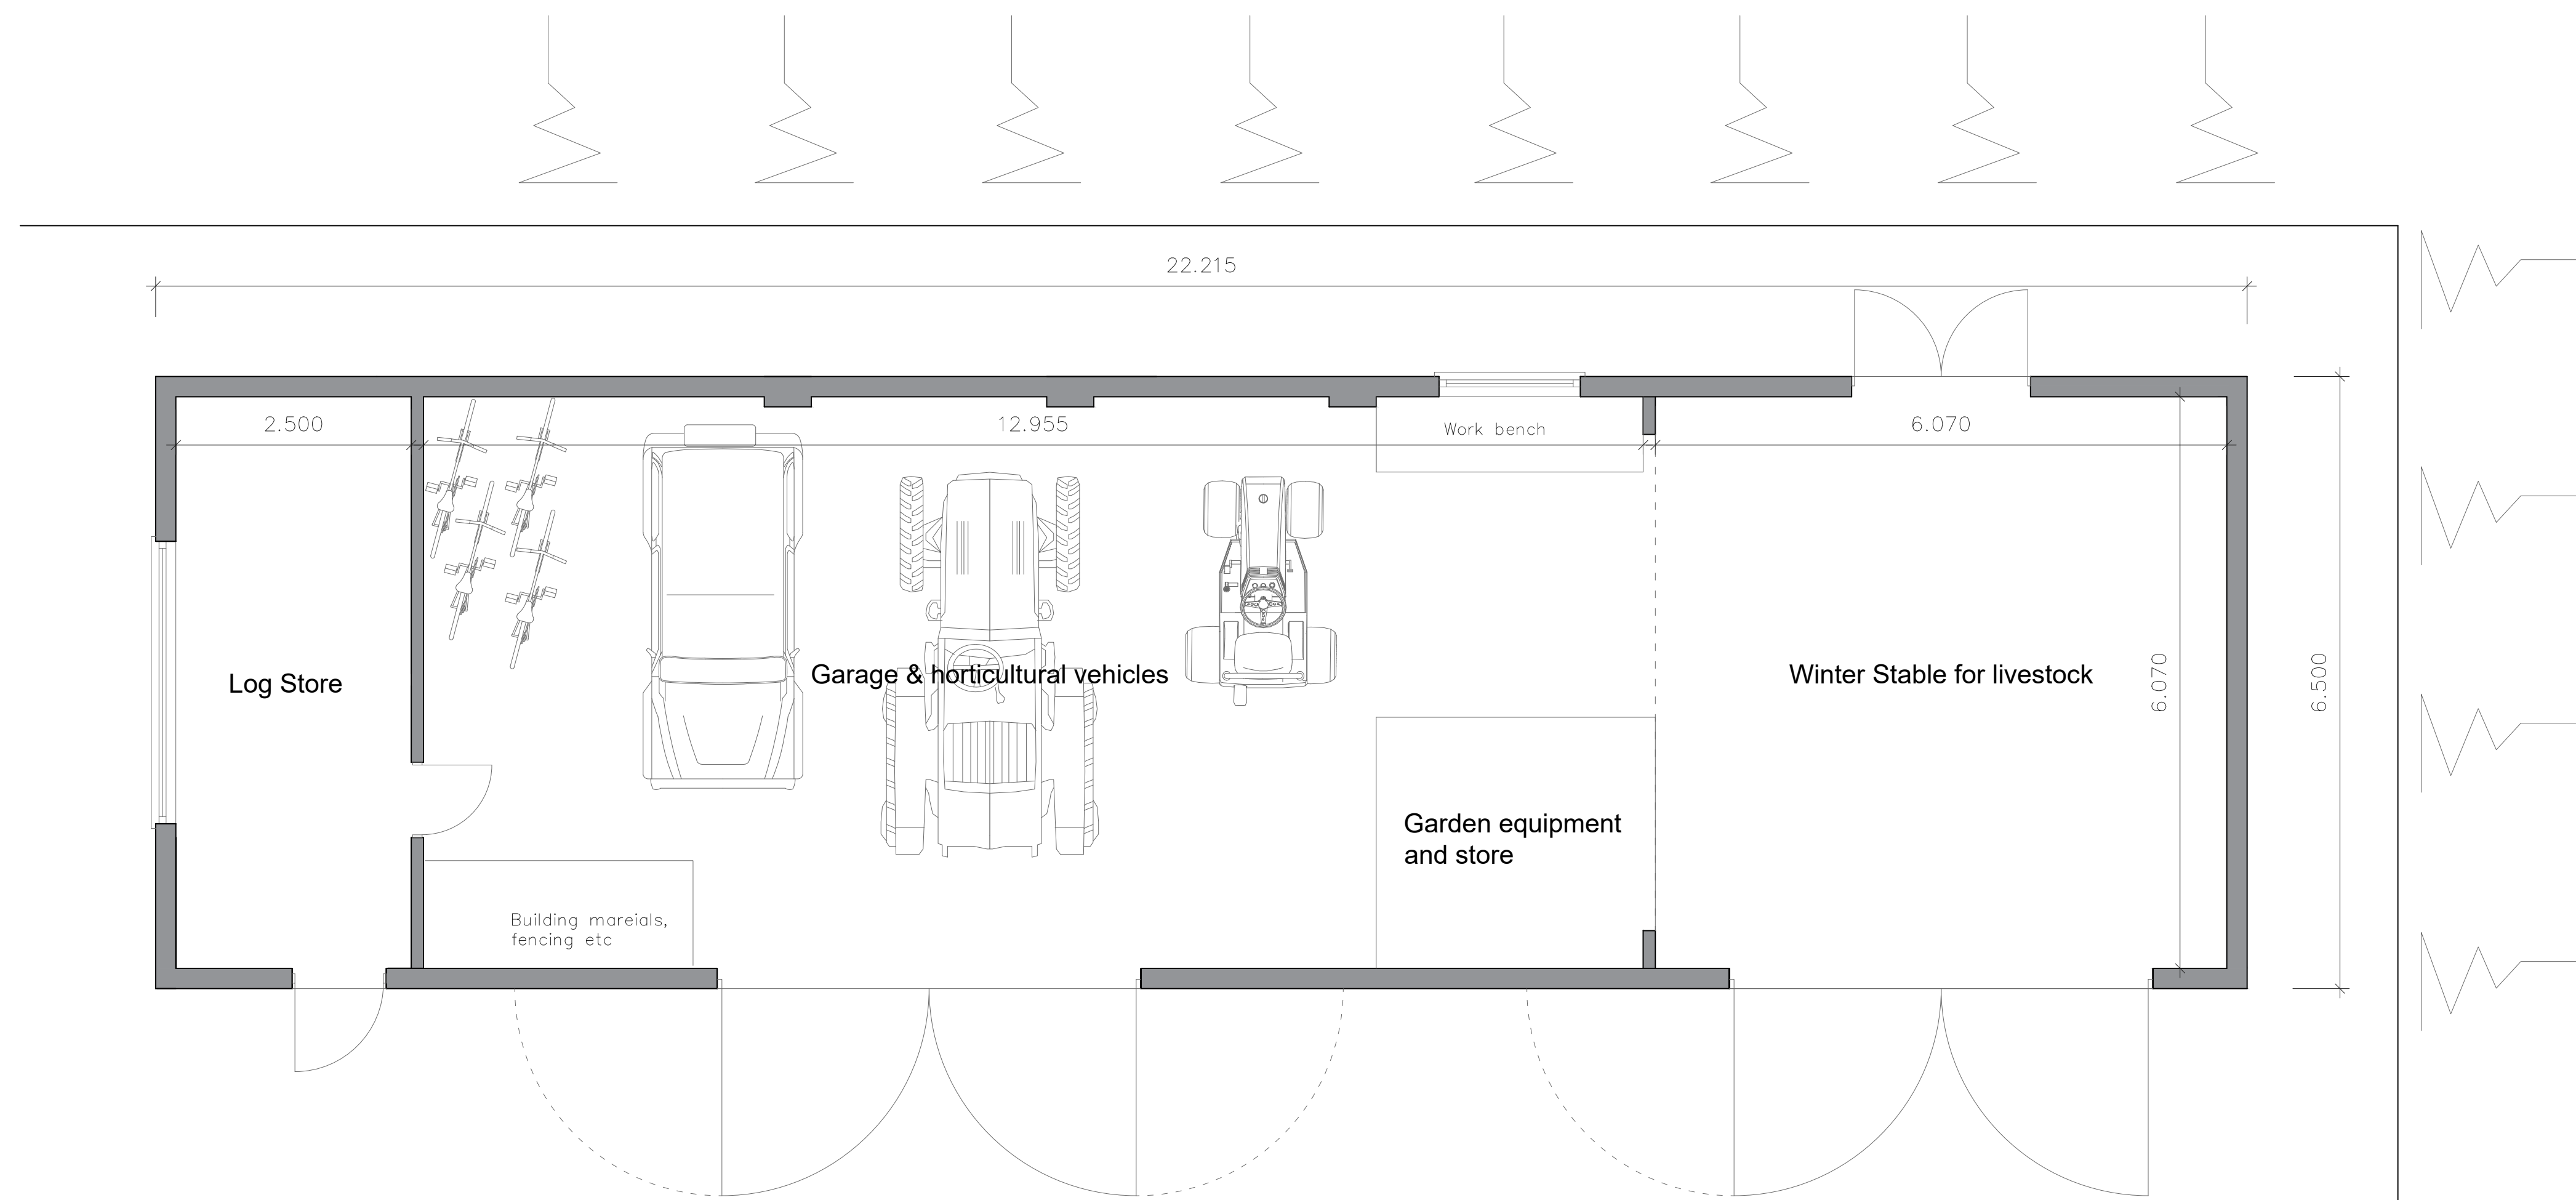 22.215
2.500
12.955
Work bench
6.070
Log Store
Garage & horticultural vehicles
Winter Stable for livestock
6.070
6.500
Garden equipment
and store
Building mareials,
fencing etc